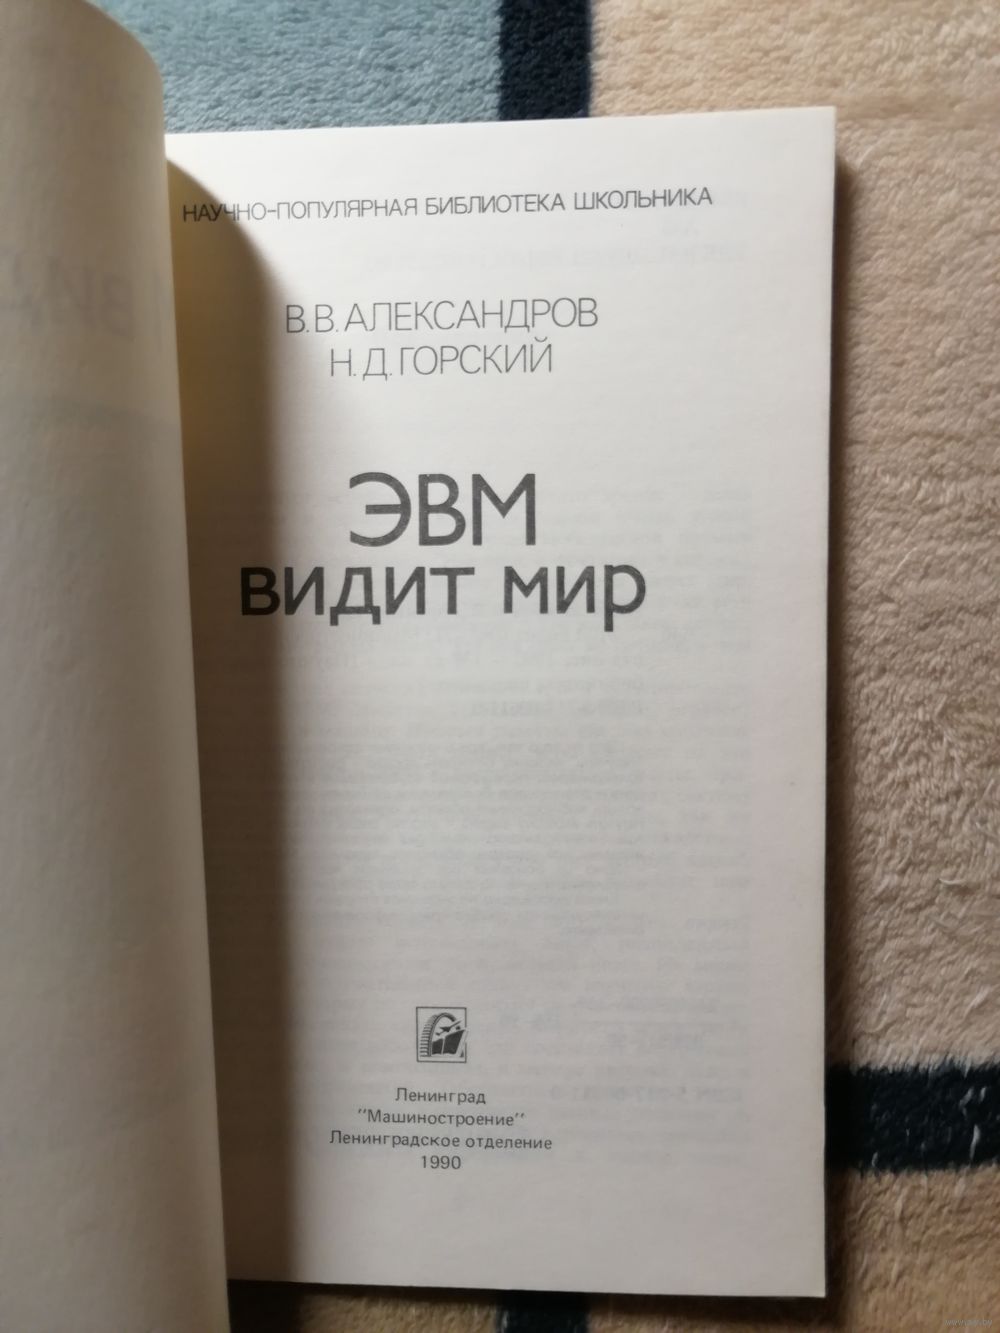 НАУЧНО-ПОПУЛЯРНАЯ БИБЛИОТЕКА ШКОЛЬНИКА
В. В. АЛЕКСАНДРОВ
Н. Д. ГОРСКИЙ
ЭВМ
видит мир
Ленинград
"Машиностроение"
Ленинградское отделение
1990